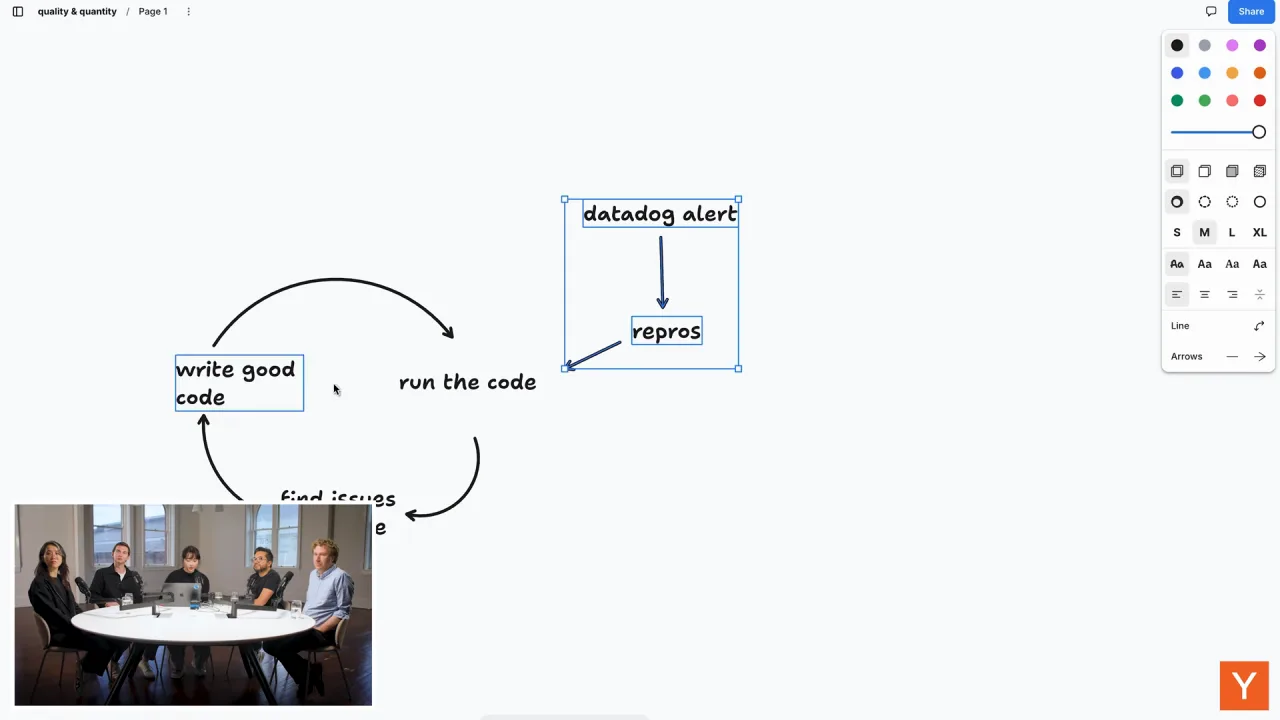 quality & quantity / Page 1
Share
datadog alert
repros
write good
code
run the code
find issues
e
S M L XL
Aa Aa Aa Aa
Line
Arrows
Y